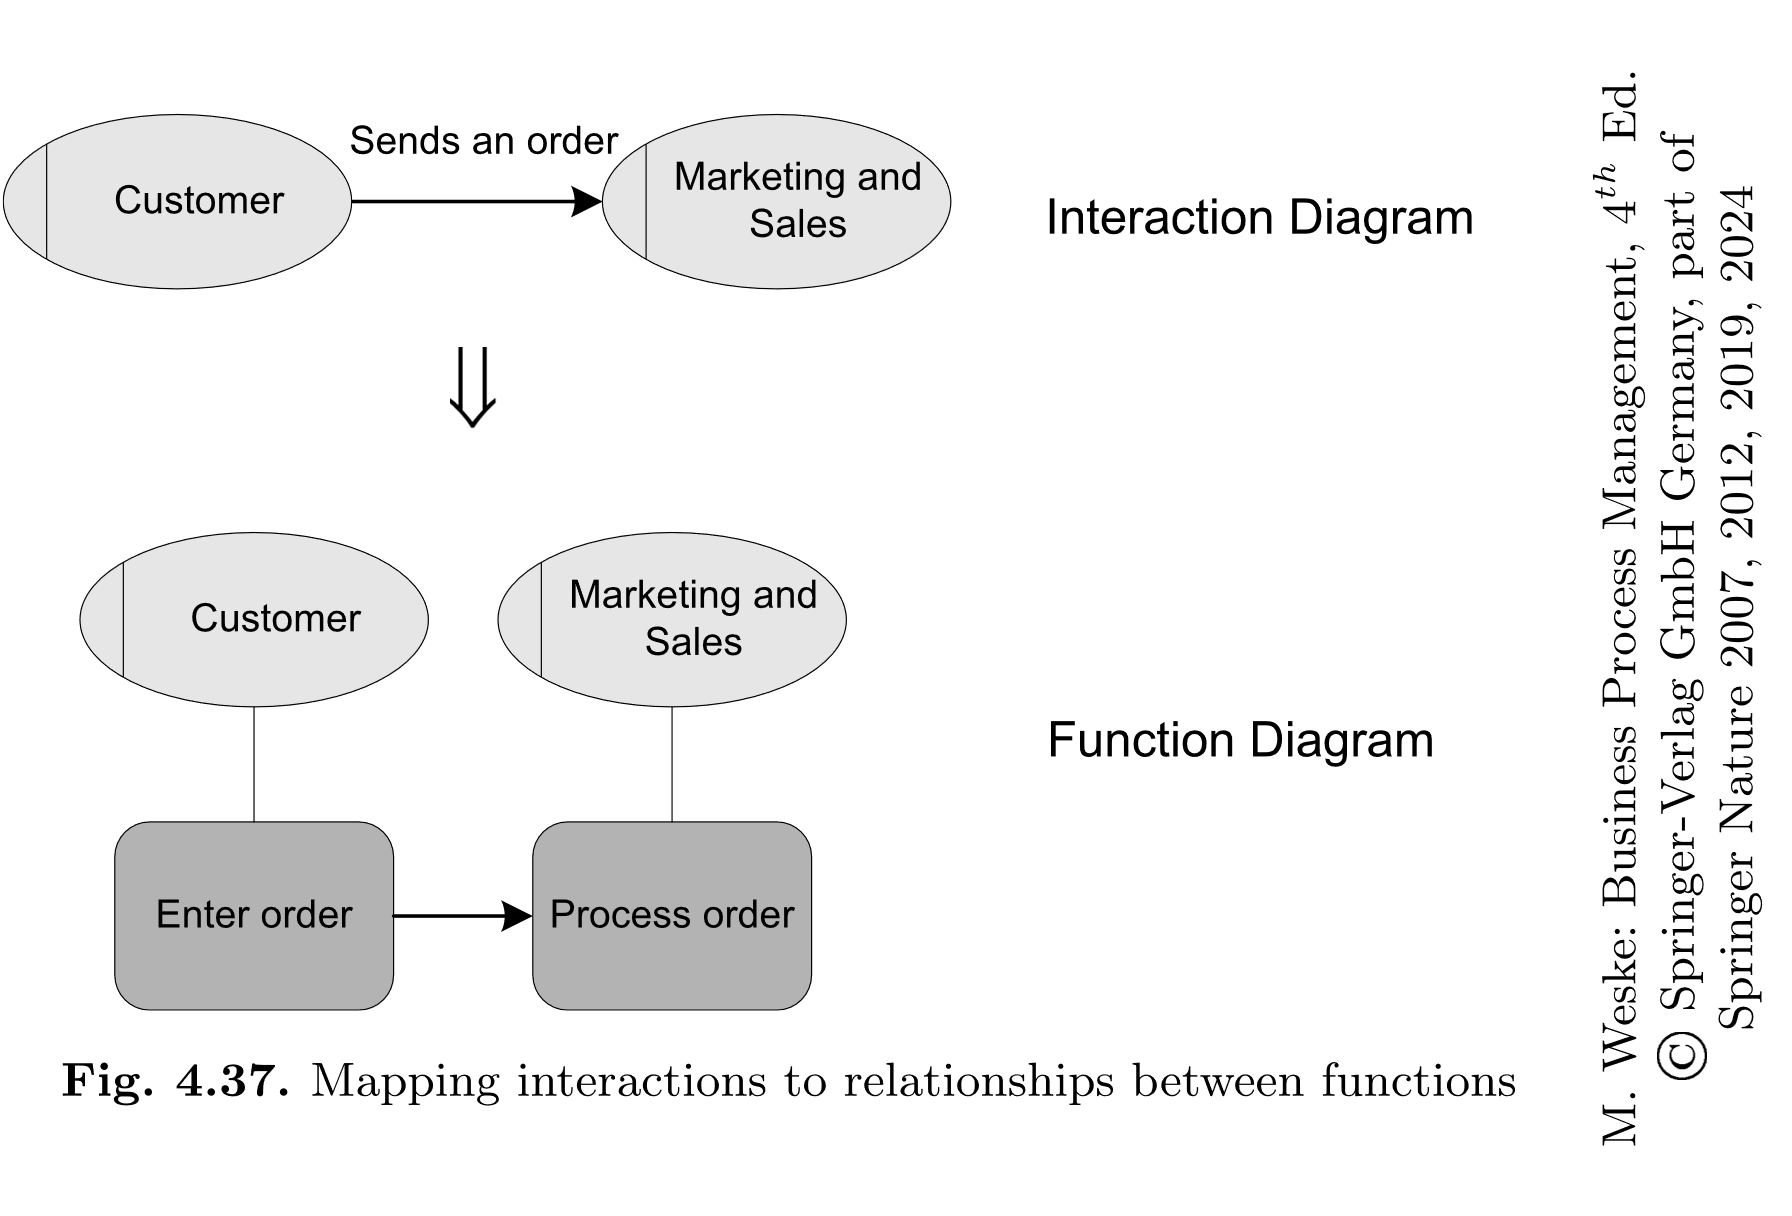 Sends an order
Customer
Marketing and
Sales
Interaction Diagram
Customer
Marketing and
Sales
Function Diagram
Enter order
Process order
Fig. 4.37. Mapping interactions to relationships between functions
M. Weske: Business Process Management, 4th Ed.
© Springer-Verlag GmbH Germany, part of
Springer Nature 2007, 2012, 2019, 2024